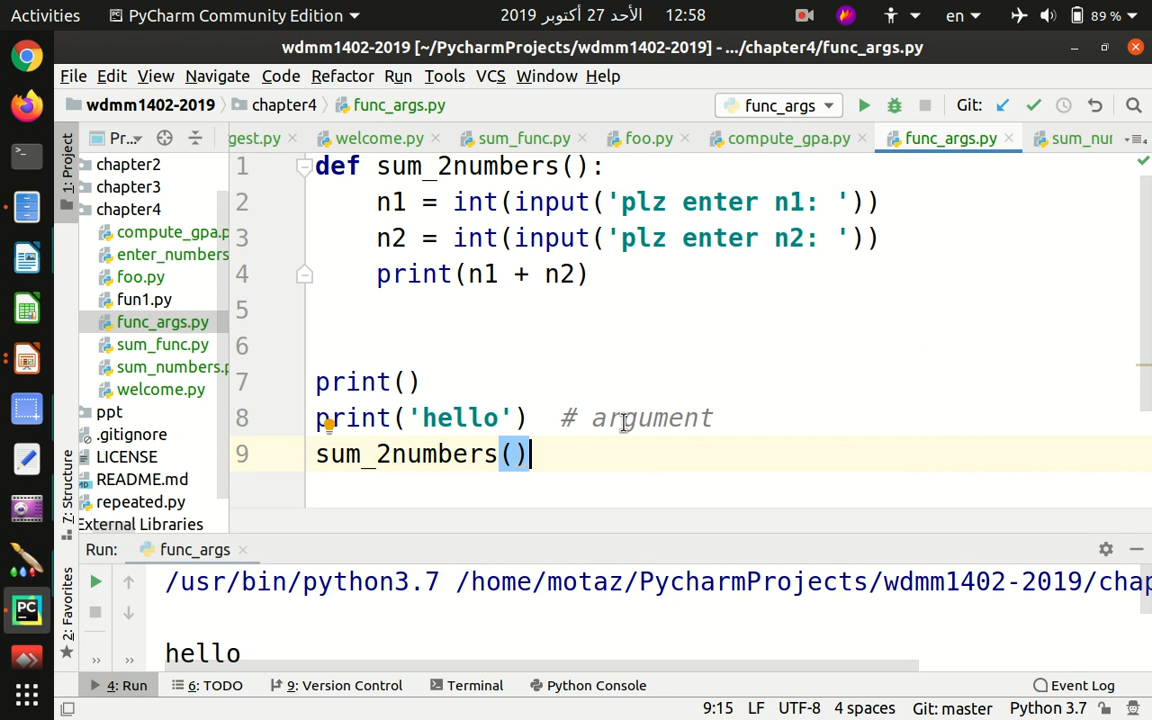 Activities PyCharm Community Edition 2019 الأحد 27 أكتوبر 12:58 en 89 %
wdmm1402-2019 [~/PycharmProjects/wdmm1402-2019] - .../chapter4/func_args.py
File Edit View Navigate Code Refactor Run Tools VCS Window Help
wdmm1402-2019 chapter4 func_args.py func_args Git:
1: Project
Pr... gest.py welcome.py sum_func.py foo.py compute_gpa.py func_args.py sum_nur
chapter2
chapter3
chapter4
compute_gpa.p
enter_numbers
foo.py
fun1.py
func_args.py
sum_func.py
sum_numbers.p
welcome.py
ppt
.gitignore
LICENSE
README.md
repeated.py
External Libraries
1 def sum_2numbers():
2 n1 = int(input('plz enter n1: '))
3 n2 = int(input('plz enter n2: '))
4 print(n1 + n2)
5
6
7 print()
8 print('hello') # argument
9 sum_2numbers()
7: Structure
2: Favorites
Run: func_args
/usr/bin/python3.7 /home/motaz/PycharmProjects/wdmm1402-2019/chap
hello
4: Run 6: TODO 9: Version Control Terminal Python Console Event Log
9:15 LF UTF-8 4 spaces Git: master Python 3.7